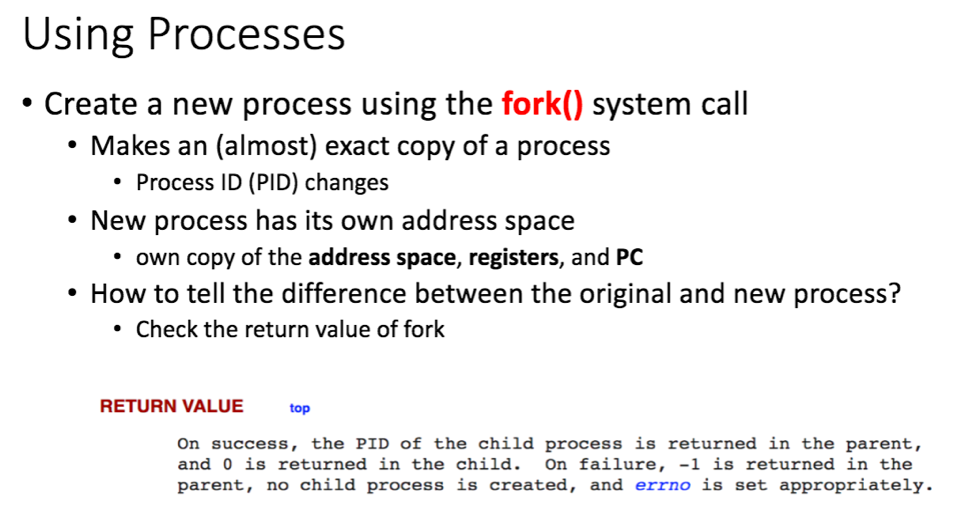 Using Processes
• Create a new process using the fork() system call
• Makes an (almost) exact copy of a process
• Process ID (PID) changes
• New process has its own address space
• own copy of the address space, registers, and PC
• How to tell the difference between the original and new process?
• Check the return value of fork
RETURN VALUE top
On success, the PID of the child process is returned in the parent,
and 0 is returned in the child. On failure, -1 is returned in the
parent, no child process is created, and errno is set appropriately.